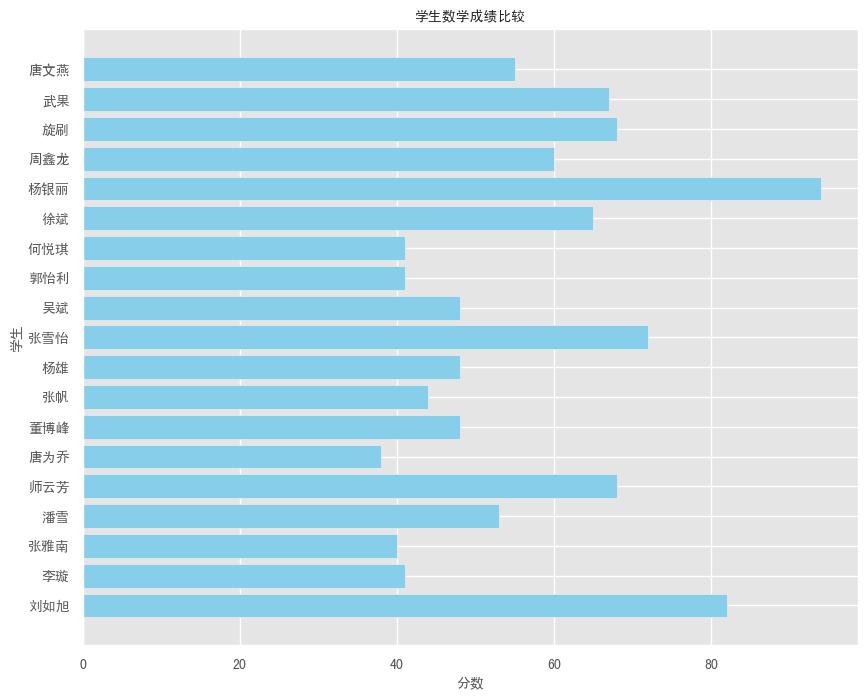 学生数学成绩比较
唐文燕
武果
旋刷
周鑫龙
杨银丽
徐斌
何悦琪
郭怡利
吴斌
张雪怡
杨雄
张帆
董博峰
唐为乔
师云芳
潘雪
张雅南
李璇
刘如旭
学生
0 20 40 60 80
分数